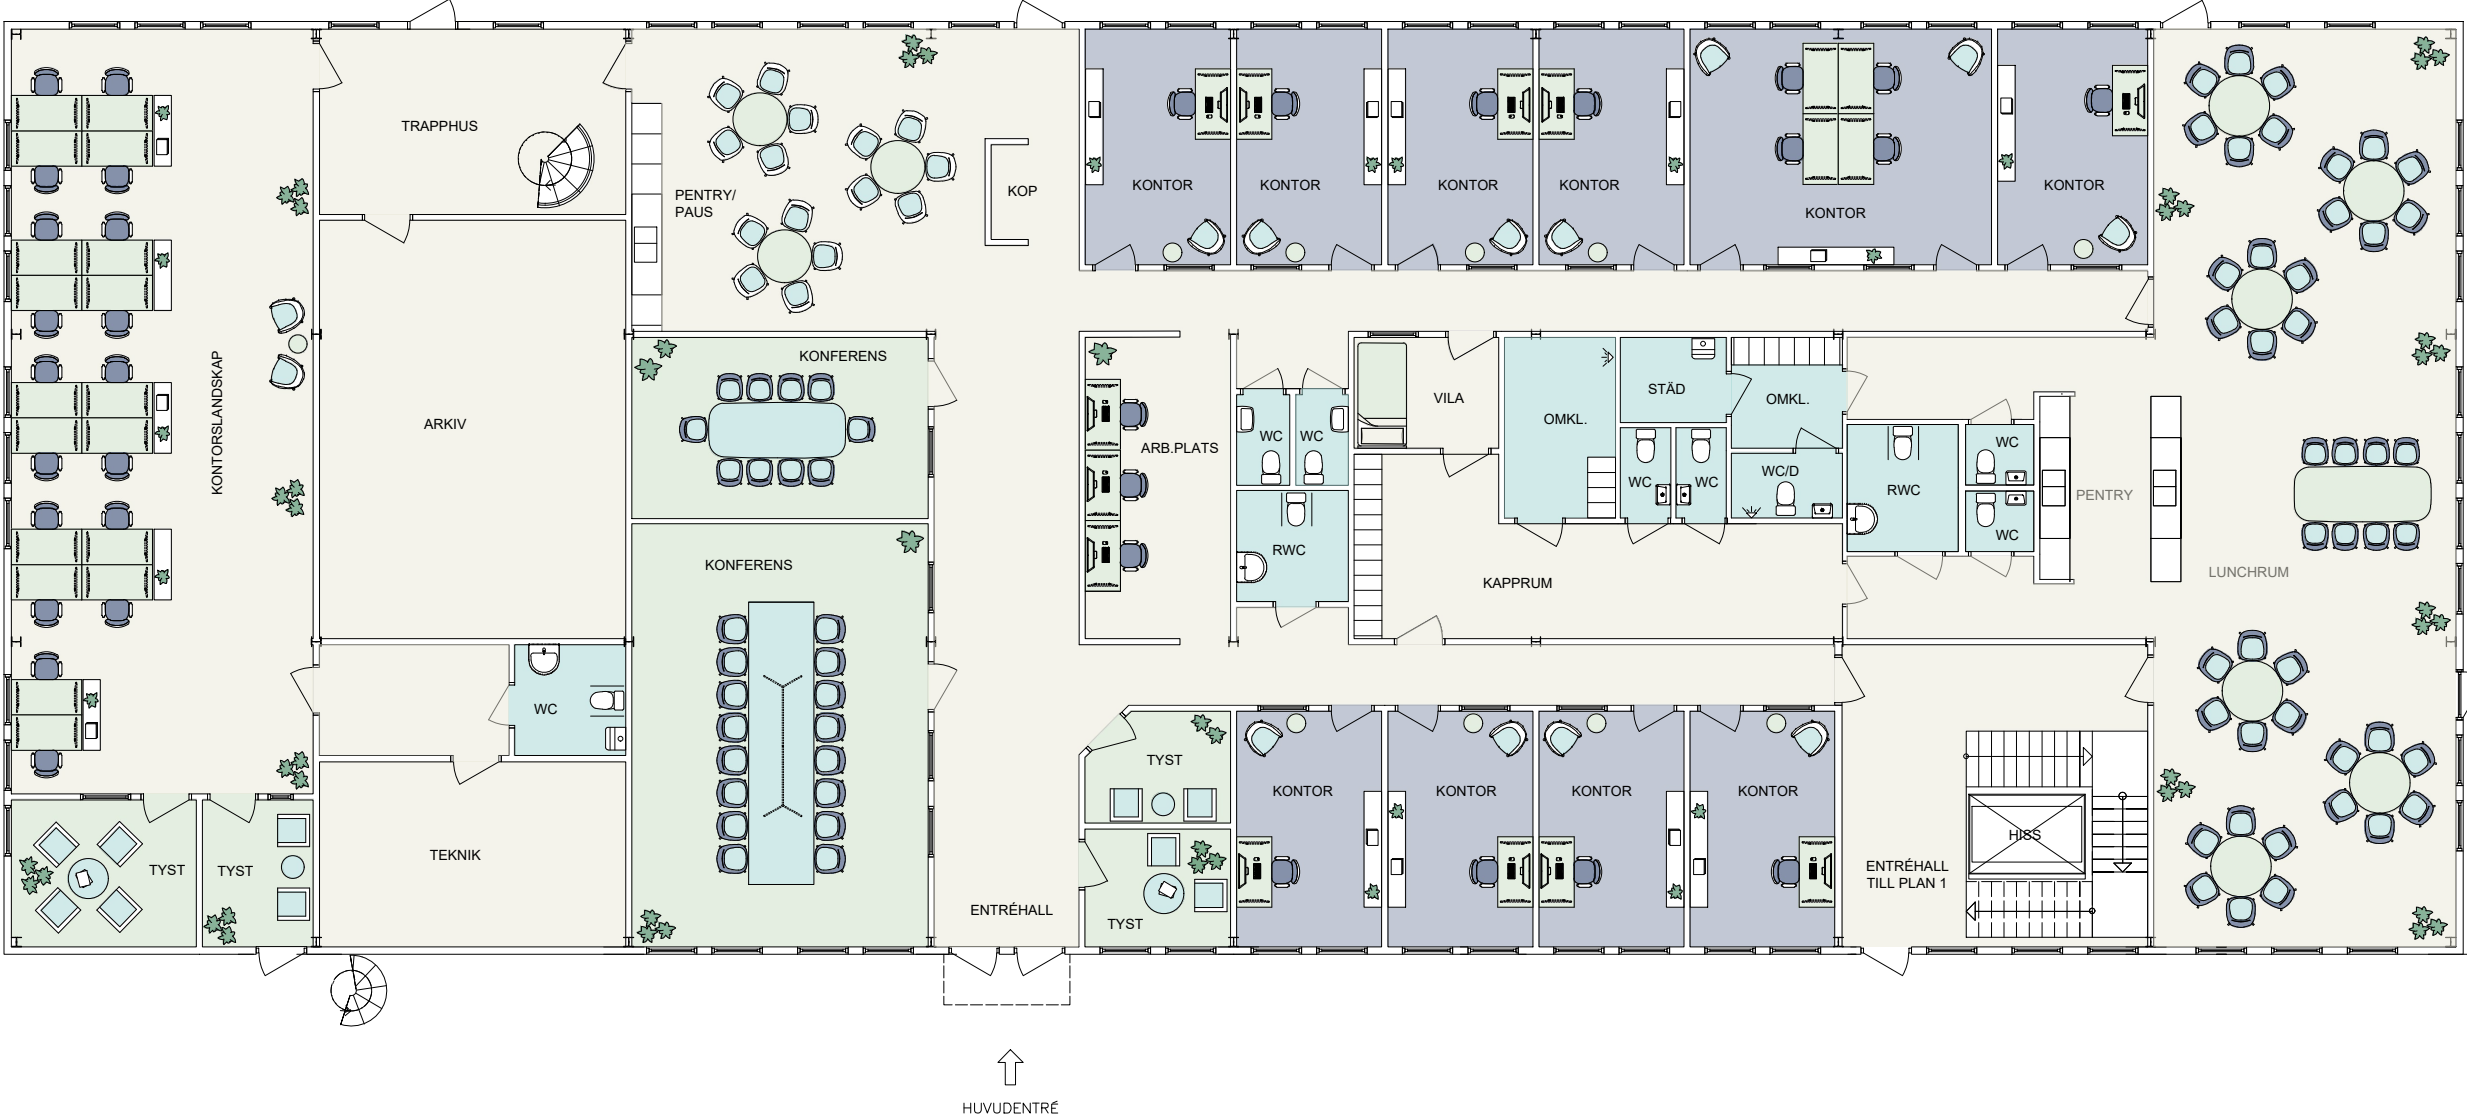 TRAPPHUS
PENTRY/
PAUS
KOP
KONTOR
KONTOR
KONTOR
KONTOR
KONTOR
KONTOR
KONTORSLANDSKAP
ARKIV
KONFERENS
ARB.PLATS
WC
WC
VILA
OMKL.
STÄD
OMKL.
WC
WC
WC/D
RWC
WC
WC
PENTRY
LUNCHRUM
KONFERENS
RWC
KAPPRUM
WC
TEKNIK
TYST
TYST
TYST
TYST
KONTOR
KONTOR
KONTOR
KONTOR
HISS
ENTRÉHALL
TILL PLAN 1
ENTRÉHALL
HUVUDENTRÉ